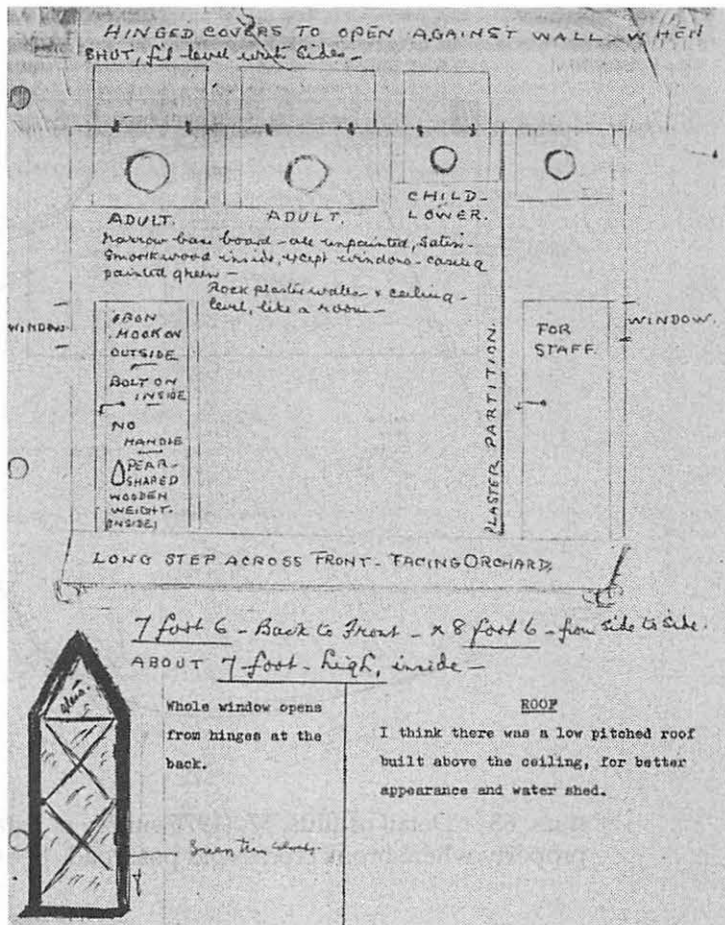 HINGED COVERS TO OPEN AGAINST WALL - WHEN
SHUT, fit level with sides -
ADULT.
ADULT.
CHILD -
LOWER.
narrow base board - all unpainted, satin -
smooth wood inside, except windows - casing
painted green -
Rock plaster walls + ceiling -
level, like a room -
WINDOW
IRON
HOOK ON
OUTSIDE
BOLT ON
INSIDE
NO
HANDLE
PEAR -
SHAPED
WOODEN
WEIGHT.
INSIDE;
PLASTER PARTITION.
FOR
STAFF.
WINDOW.
LONG STEP ACROSS FRONT - FACING ORCHARD,
7 foot 6 - Back to Front - x 8 foot 6 - from side to side.
ABOUT 7 - foot - high, inside -
glass.
Green
Whole window opens
from hinges at the
back.
ROOF
I think there was a low pitched roof
built above the ceiling, for better
appearance and water shed.